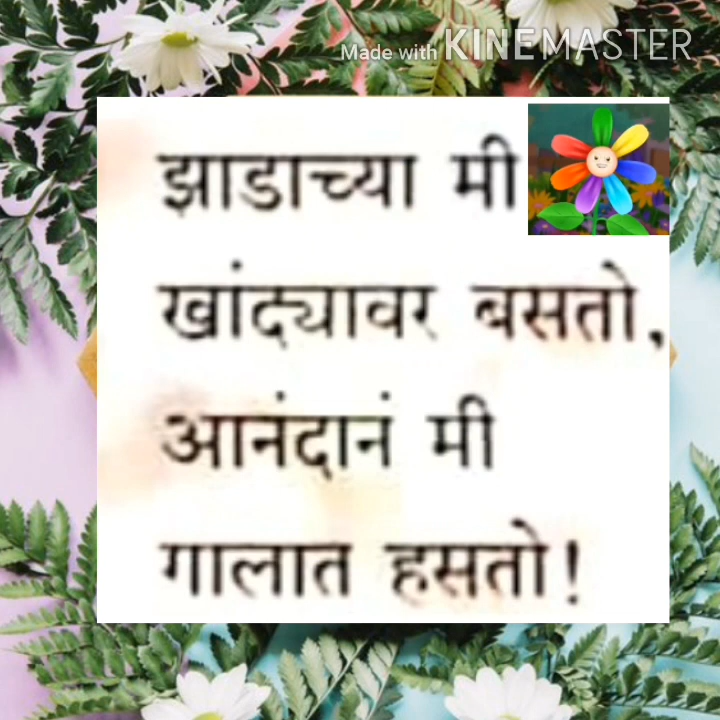 Made with KINEMASTER
झाडाच्या मी
खांद्यावर बसतो,
आनंदानं मी
गालात हसतो!